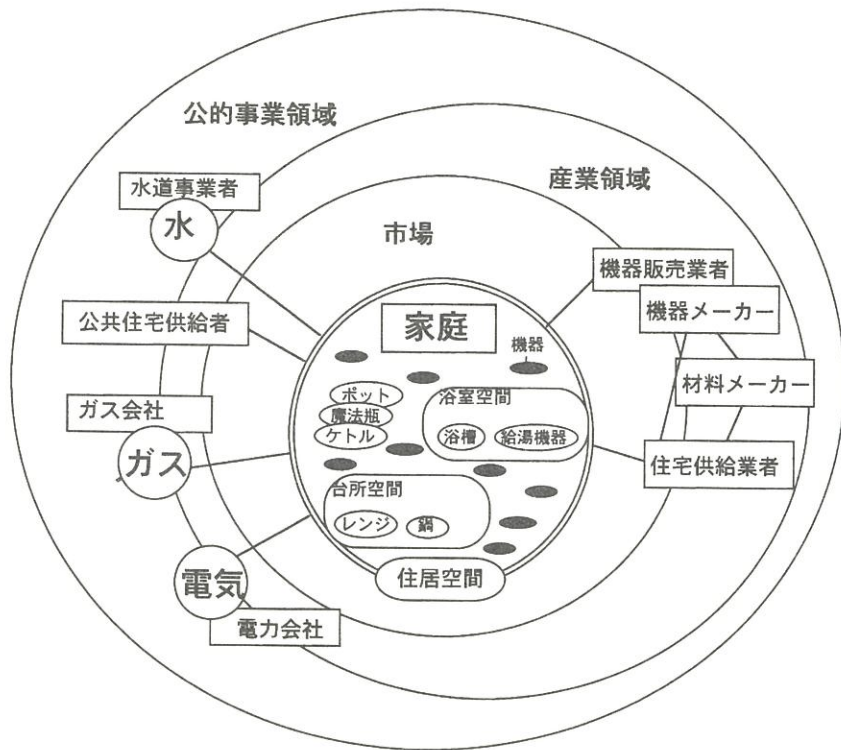 公的事業領域
産業領域
市場
水道事業者
水
公共住宅供給者
ガス会社
ガス
電気
電力会社
機器販売業者
機器メーカー
材料メーカー
住宅供給業者
家庭
機器
ポット
魔法瓶
ケトル
浴室空間
浴槽
給湯機器
台所空間
レンジ
鍋
住居空間